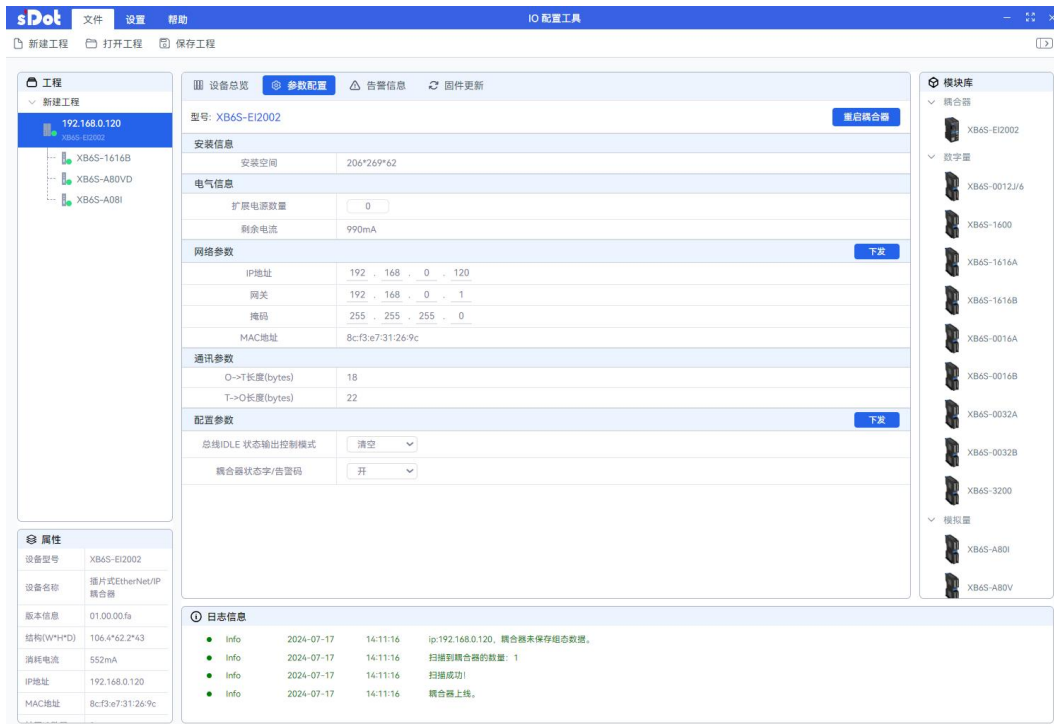 sDot 文件 设置 帮助 IO 配置工具
新建工程 打开工程 保存工程
工程
新建工程
192.168.0.120
XB6S-EI2002
XB6S-1616B
XB6S-A80VD
XB6S-A08I
设备总览 参数配置 告警信息 固件更新
型号: XB6S-EI2002 重启耦合器
安装信息
安装空间 206*269*62
电气信息
扩展电源数量 0
剩余电流 990mA
网络参数 下发
IP地址 192 . 168 . 0 . 120
网关 192 . 168 . 0 . 1
掩码 255 . 255 . 255 . 0
MAC地址 8c:f3:e7:31:26:9c
通讯参数
O->T长度(bytes) 18
T->O长度(bytes) 22
配置参数 下发
总线IDLE 状态输出控制模式 清空
耦合器状态字/告警码 开
模块库
耦合器
XB6S-EI2002
数字量
XB6S-0012J/6
XB6S-1600
XB6S-1616A
XB6S-1616B
XB6S-0016A
XB6S-0016B
XB6S-0032A
XB6S-0032B
XB6S-3200
模拟量
XB6S-A80I
XB6S-A80V
属性
设备型号 XB6S-EI2002
设备名称 插片式EtherNet/IP
耦合器
版本信息 01.00.00.fa
结构(W*H*D) 106.4*62.2*43
消耗电流 552mA
IP地址 192.168.0.120
MAC地址 8c:f3:e7:31:26:9c
日志信息
Info 2024-07-17 14:11:16 ip:192.168.0.120, 耦合器未保存组态数据。
Info 2024-07-17 14:11:16 扫描到耦合器的数量: 1
Info 2024-07-17 14:11:16 扫描成功!
Info 2024-07-17 14:11:16 耦合器上线。